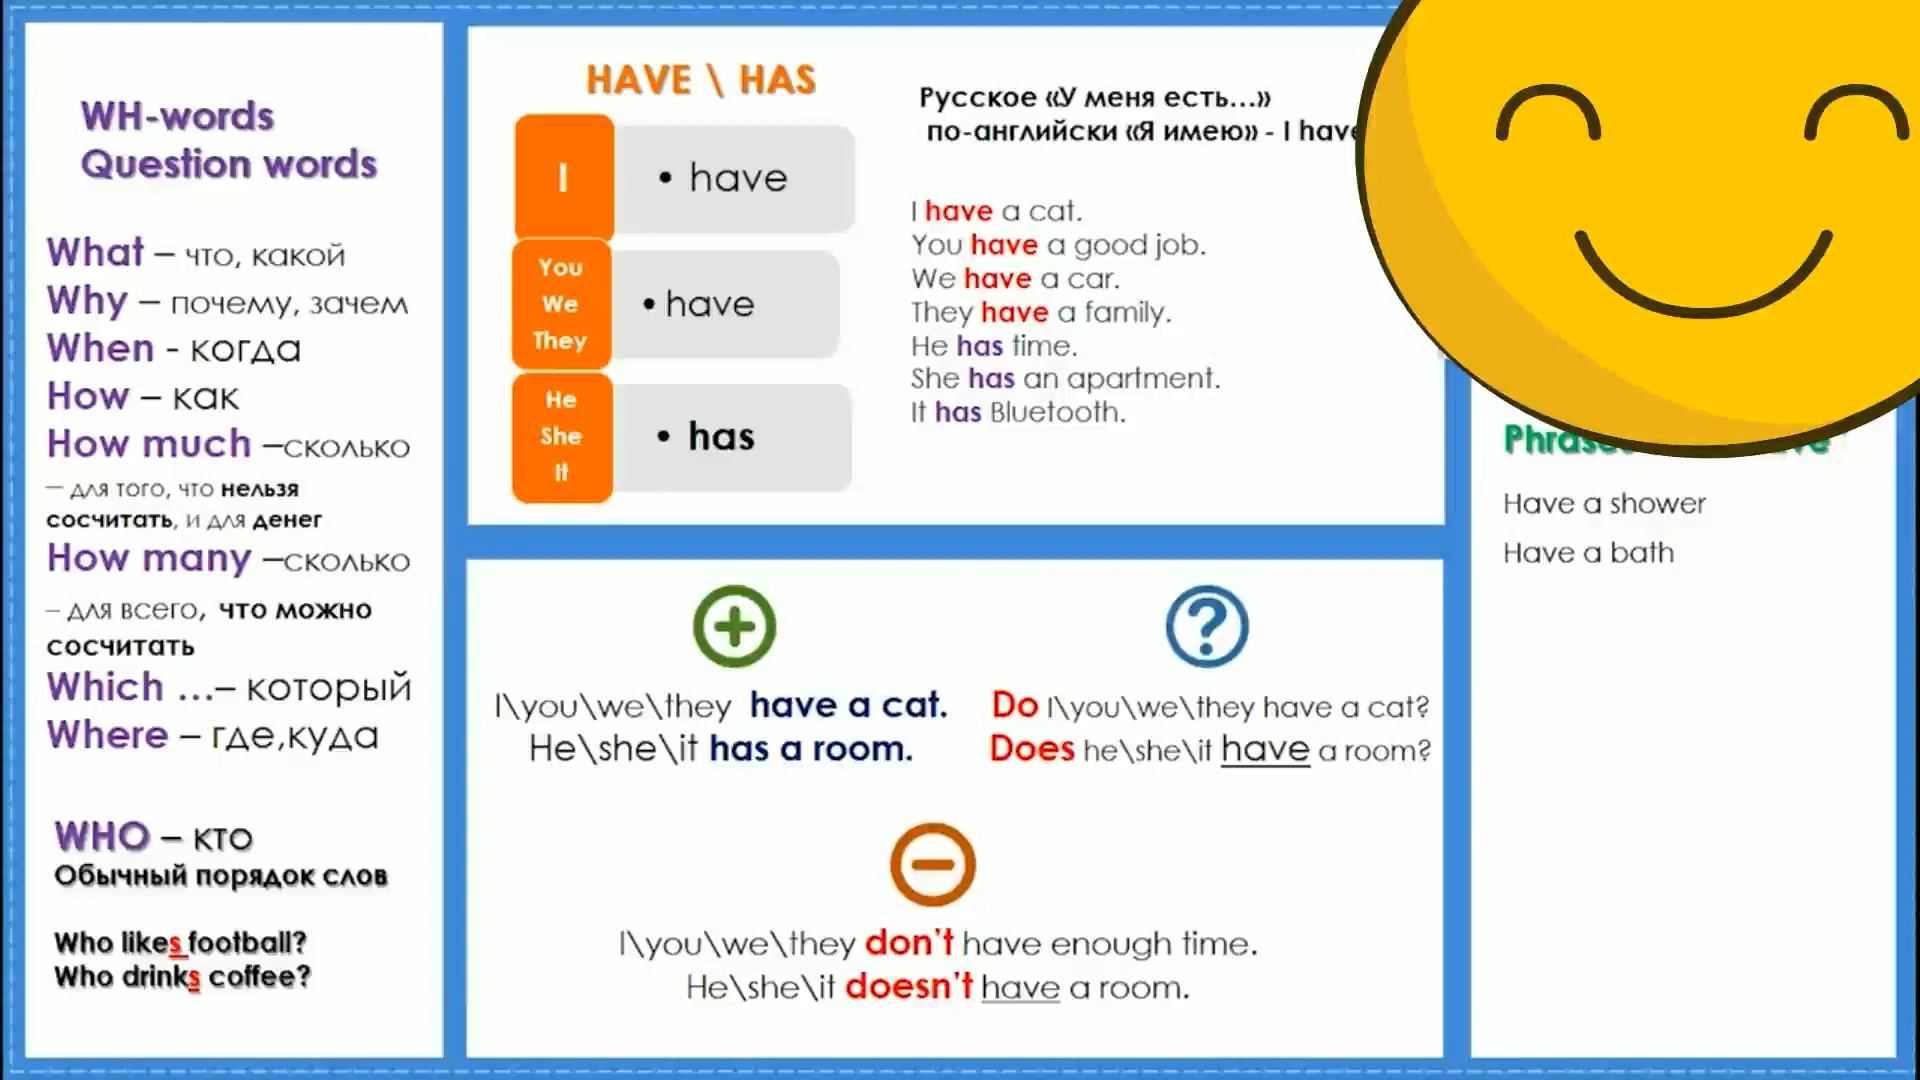 WH-words
Question words
What – что, какой
Why – почему, зачем
When - когда
How – как
How much –сколько
– для того, что нельзя
сосчитать, и для денег
How many –сколько
– для всего, что можно
сосчитать
Which ...– который
Where – где,куда
WHO – кто
Обычный порядок слов
Who likes football?
Who drinks coffee?
HAVE \ HAS
I
• have
You
We
They
• have
He
She
It
• has
Русское «У меня есть...»
по-английски «Я имею» - I have
I have a cat.
You have a good job.
We have a car.
They have a family.
He has time.
She has an apartment.
It has Bluetooth.
I\you\we\they have a cat.
He\she\it has a room.
Do I\you\we\they have a cat?
Does he\she\it have a room?
I\you\we\they don't have enough time.
He\she\it doesn't have a room.
Have a shower
Have a bath